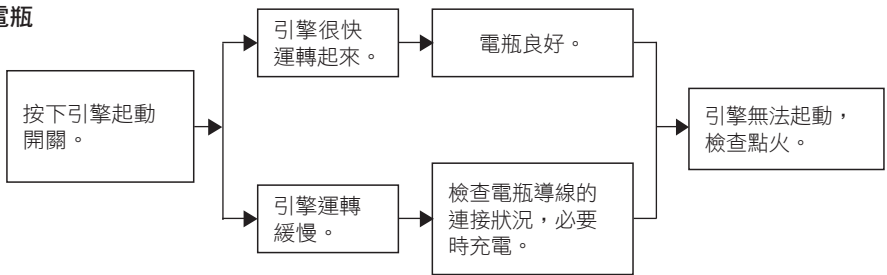 電瓶
按下引擎起動
開關。
引擎很快
運轉起來。
電瓶良好。
引擎運轉
緩慢。
檢查電瓶導線的
連接狀況，必要
時充電。
引擎無法起動，
檢查點火。